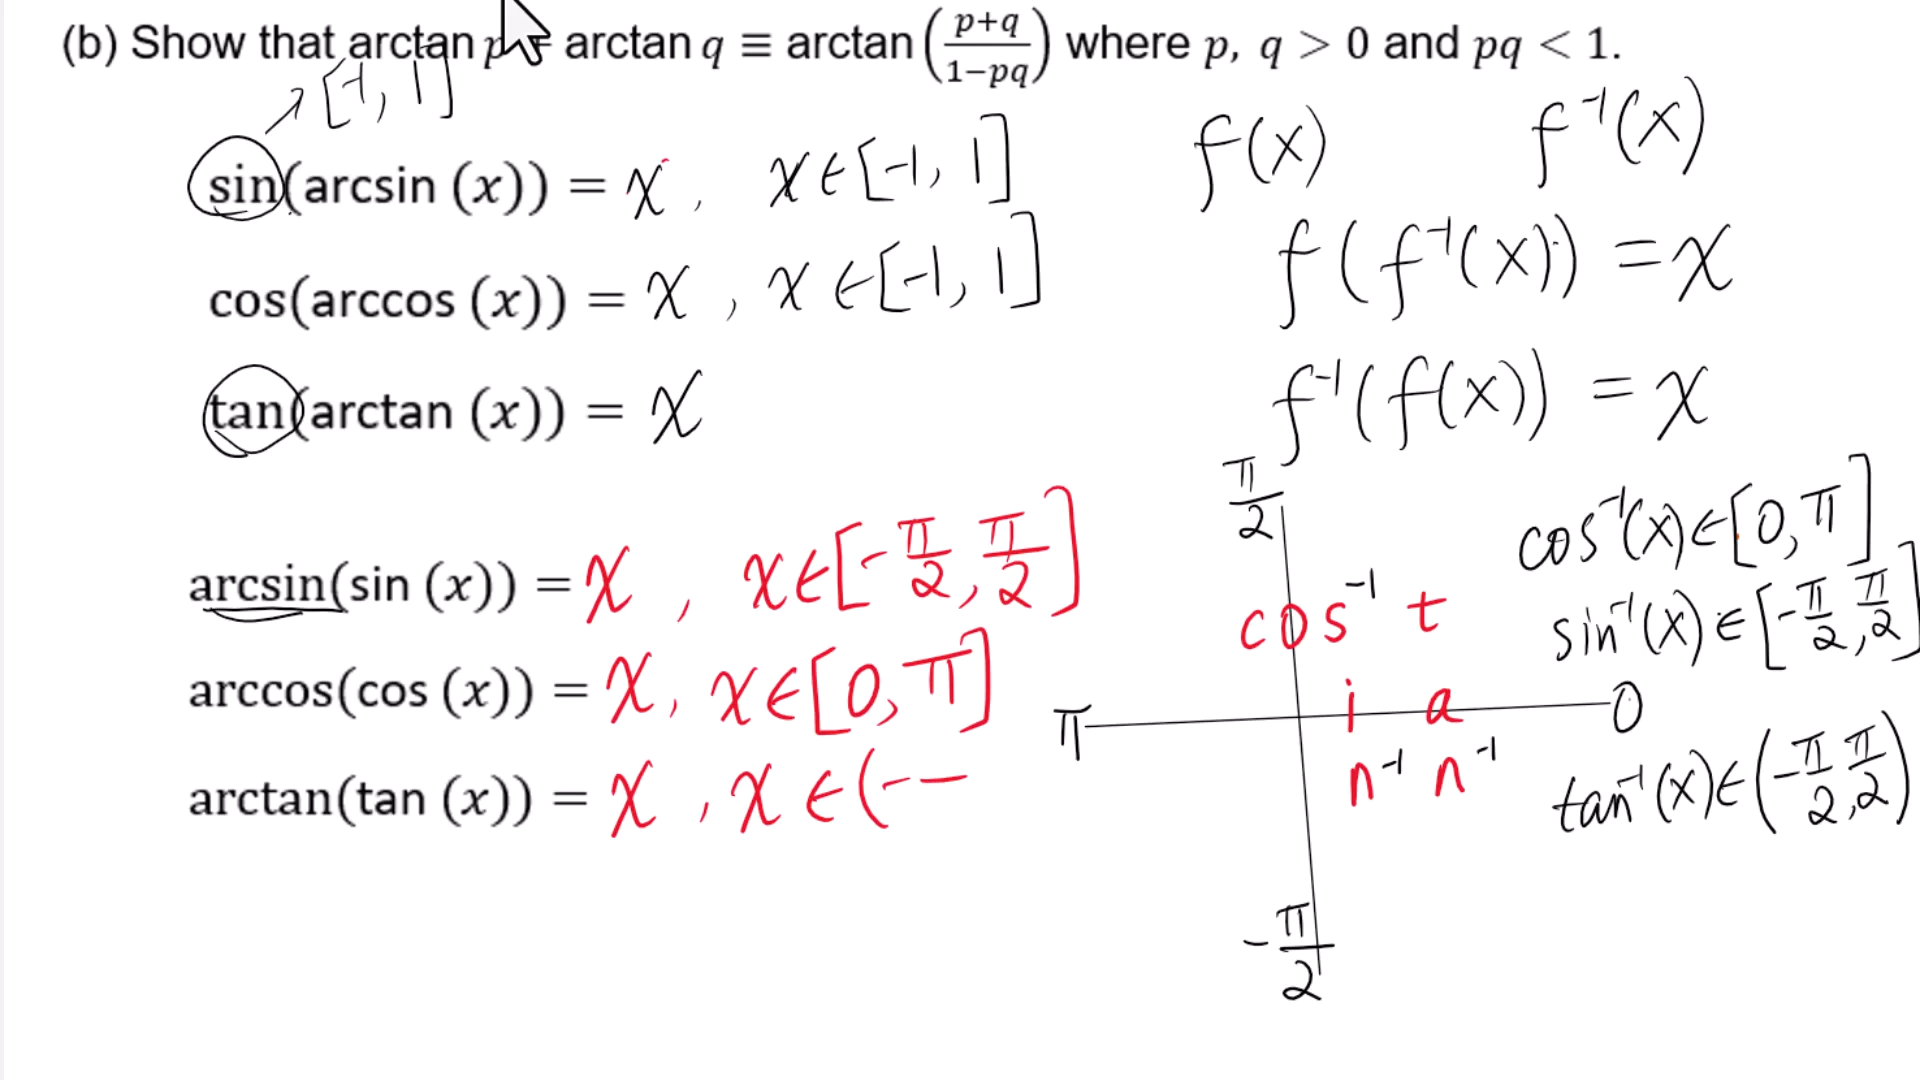 (b) Show that arctan p + arctan q ≡ arctan (p+q / 1−pq) where p, q > 0 and pq < 1.
[-1, 1]
sin(arcsin (x)) = x, x∈[-1, 1]
f(x) f⁻¹(x)
cos(arccos (x)) = x, x∈[-1, 1]
f(f⁻¹(x)) = x
tan(arctan (x)) = x
f⁻¹(f(x)) = x
arcsin(sin (x)) = x, x∈[-π/2, π/2]
arccos(cos (x)) = x, x∈[0, π]
arctan(tan (x)) = x, x∈(-—
π/2
cos⁻¹ t
i a
n⁻¹ n⁻¹
π 0
-π/2
cos⁻¹(x)∈[0, π]
sin⁻¹(x)∈[-π/2, π/2]
tan⁻¹(x)∈(-π/2, π/2)